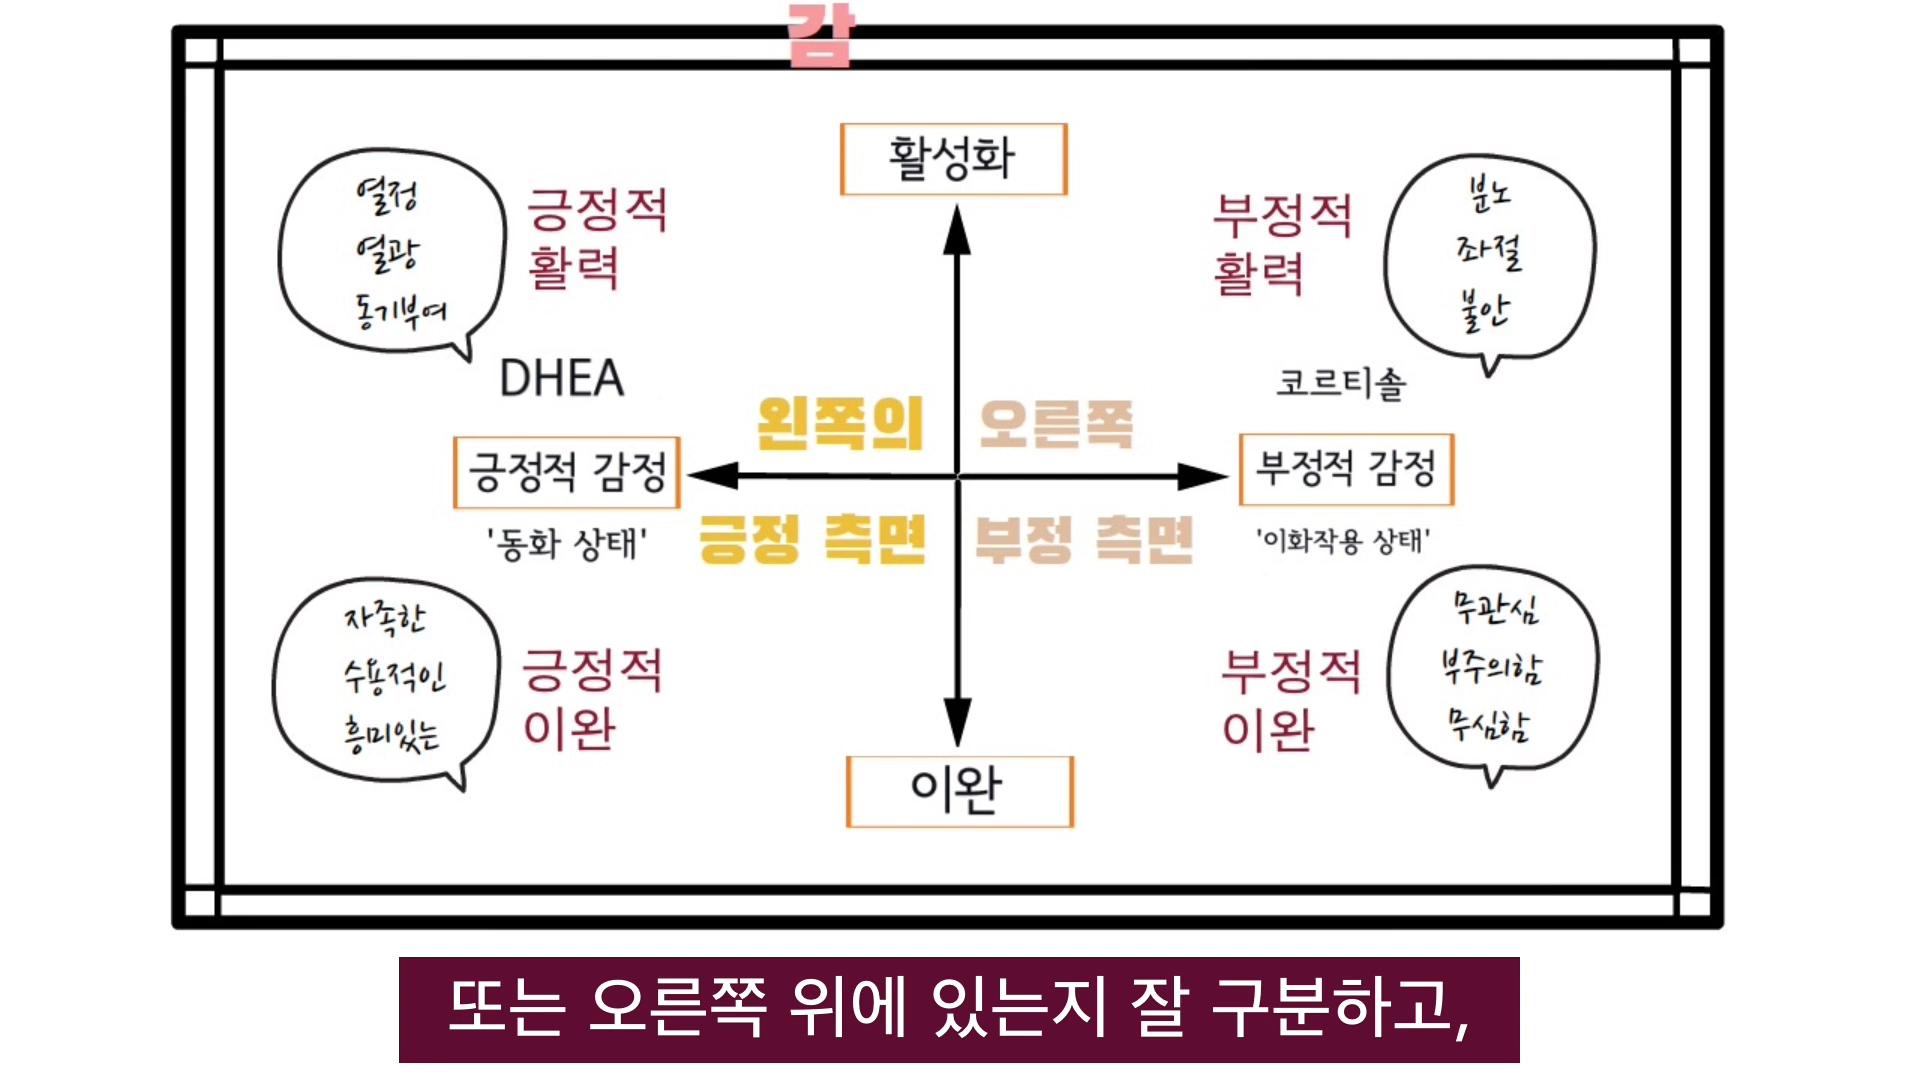 감
활성화
열정
열광
동기부여
긍정적
활력
부정적
활력
분노
좌절
불안
DHEA
코르티솔
왼쪽의
오른쪽
긍정적 감정
부정적 감정
'동화 상태'
긍정 측면
부정 측면
'이화작용 상태'
자족한
수용적인
흥미있는
긍정적
이완
부정적
이완
무관심
부주의함
무심함
이완
또는 오른쪽 위에 있는지 잘 구분하고,